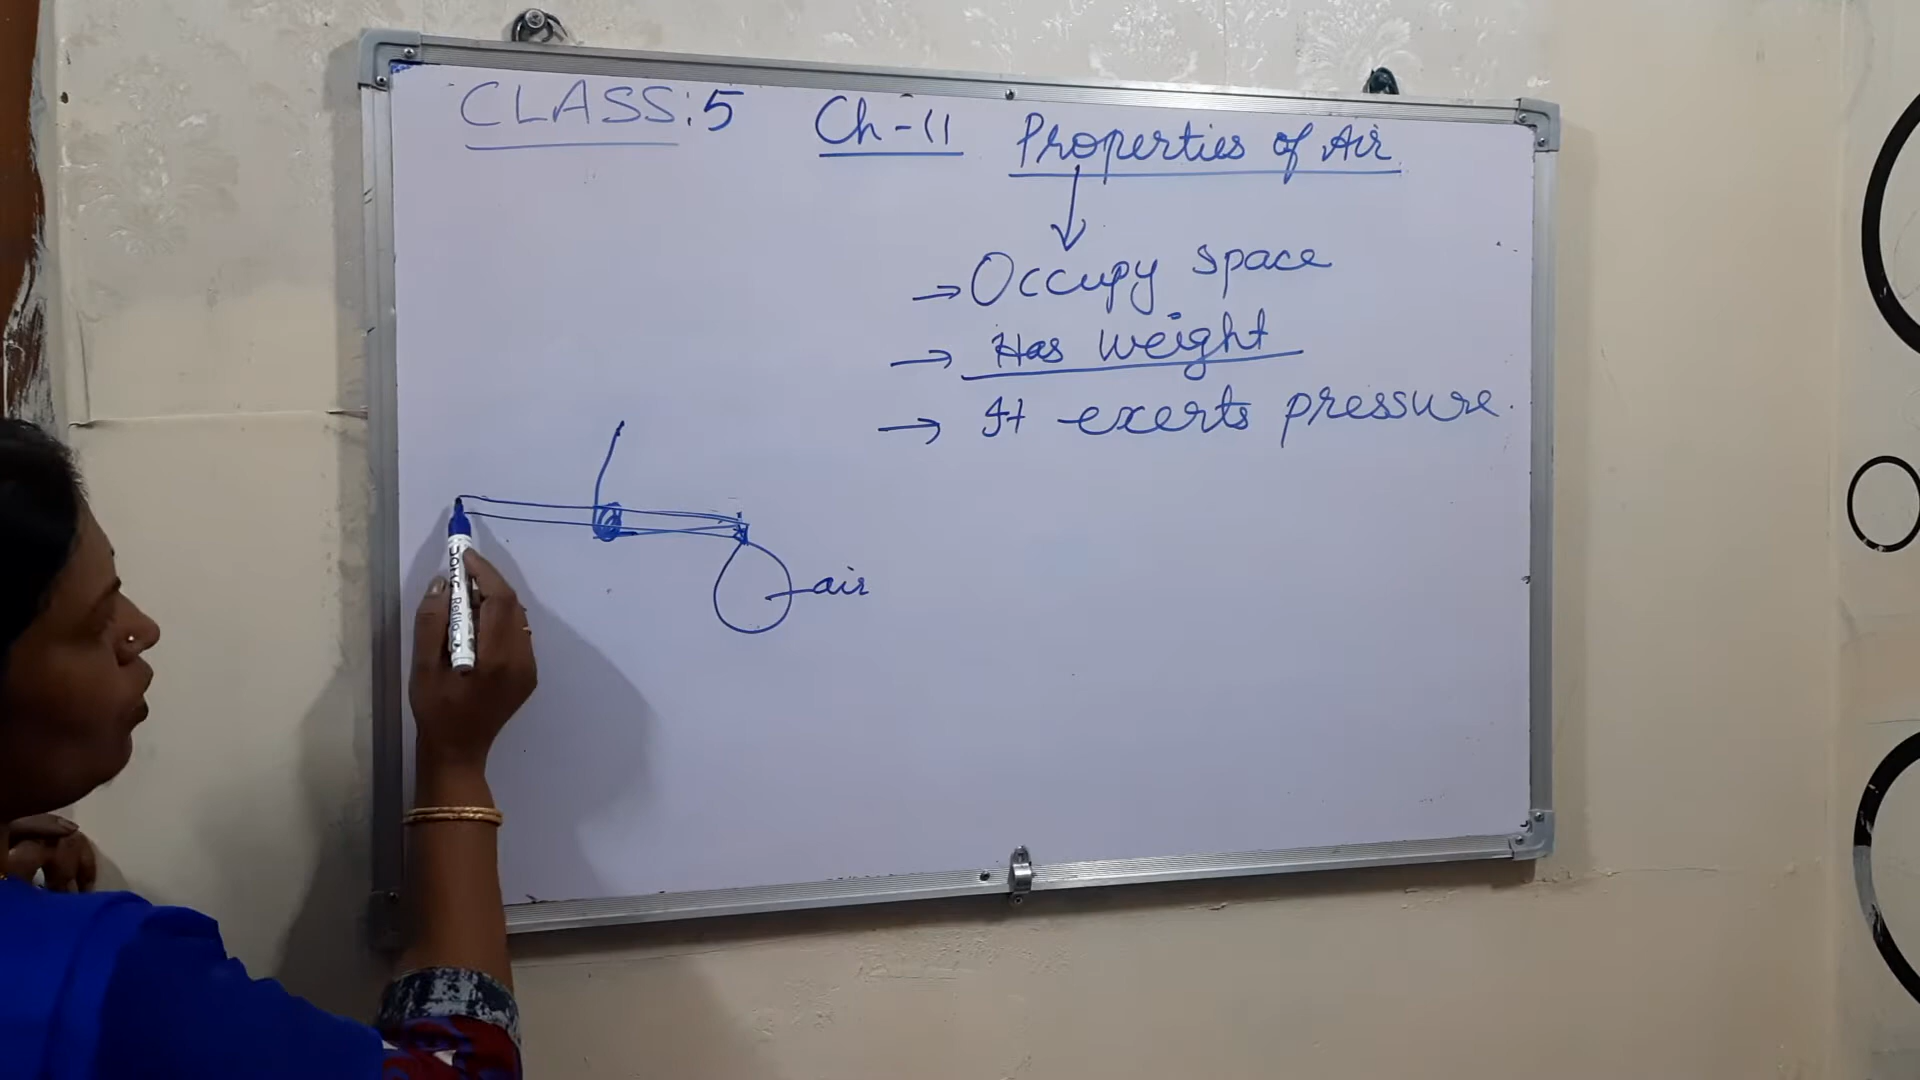 CLASS: 5 Ch-11 Properties of Air
→ Occupy space
→ Has weight
→ It exerts pressure.
air